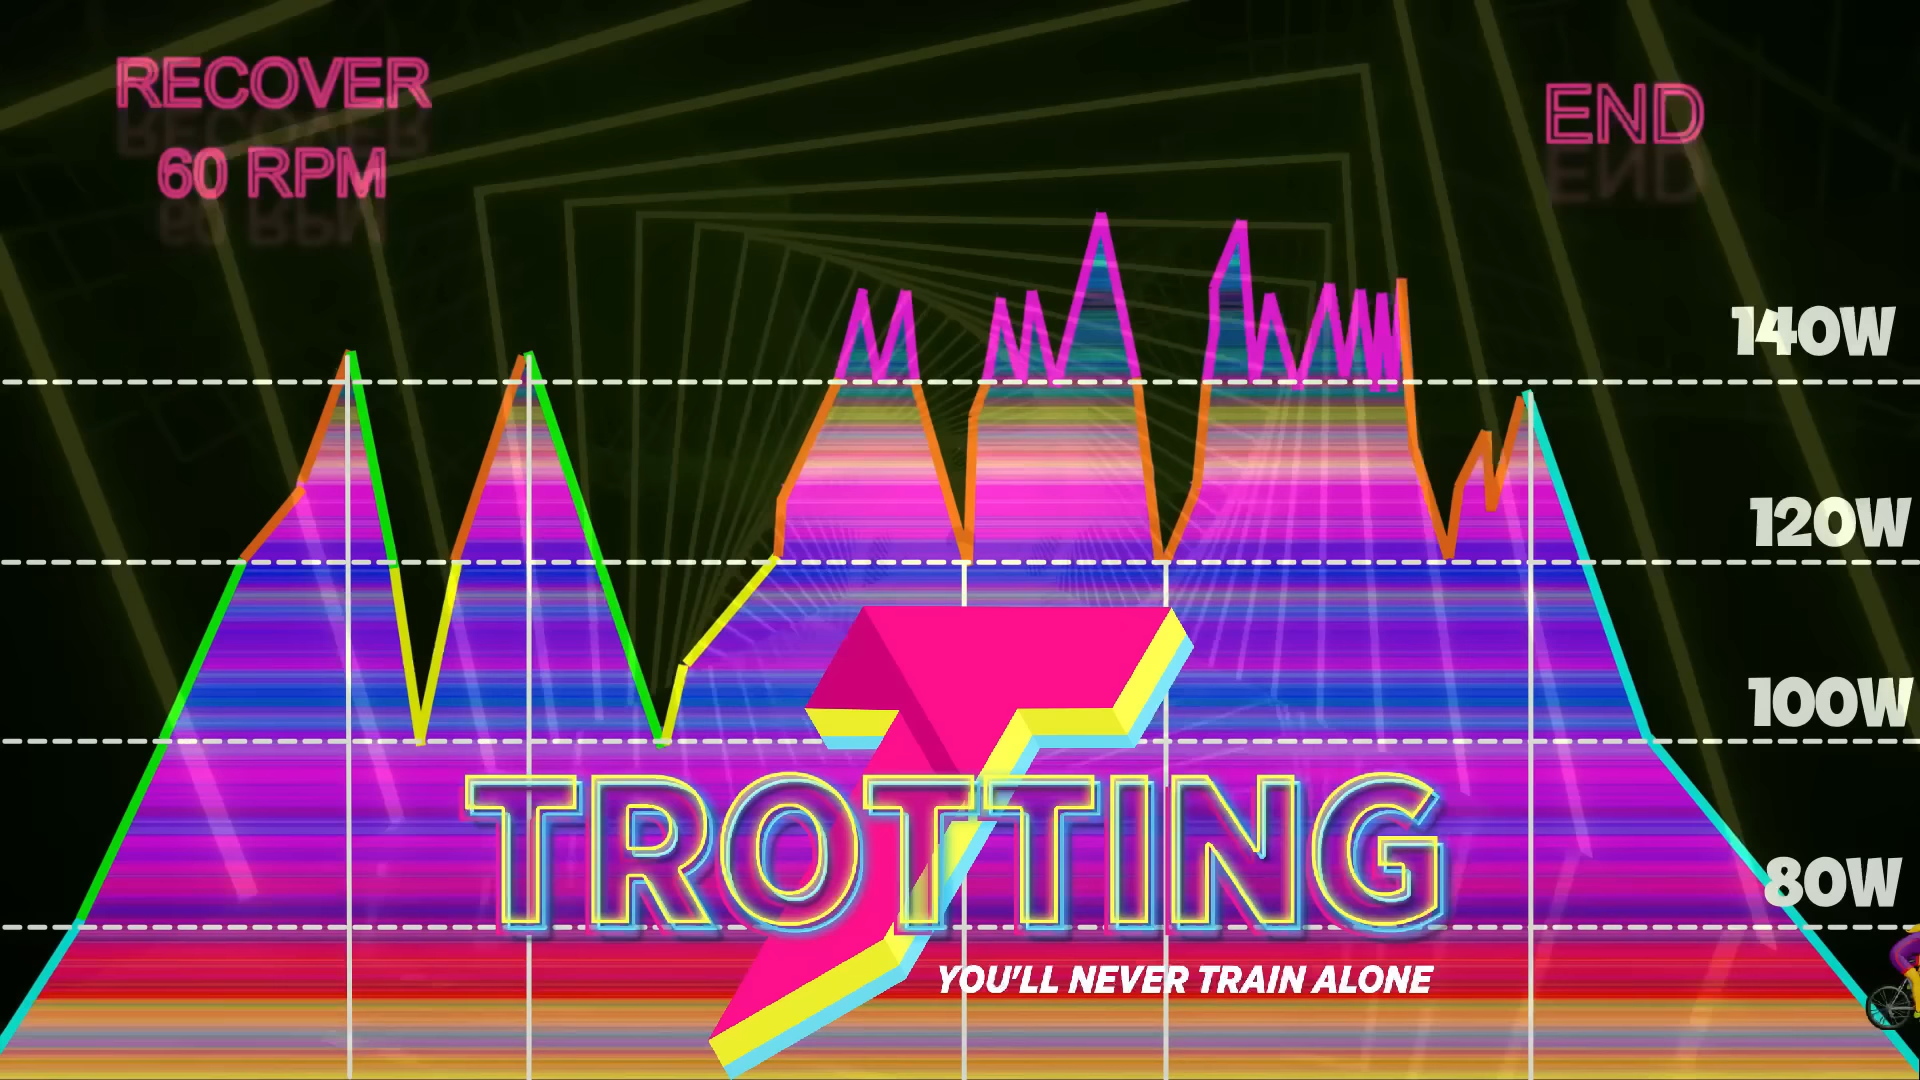 RECOVER
60 RPM
END
140W
120W
100W
80W
TROTTING
YOU'LL NEVER TRAIN ALONE